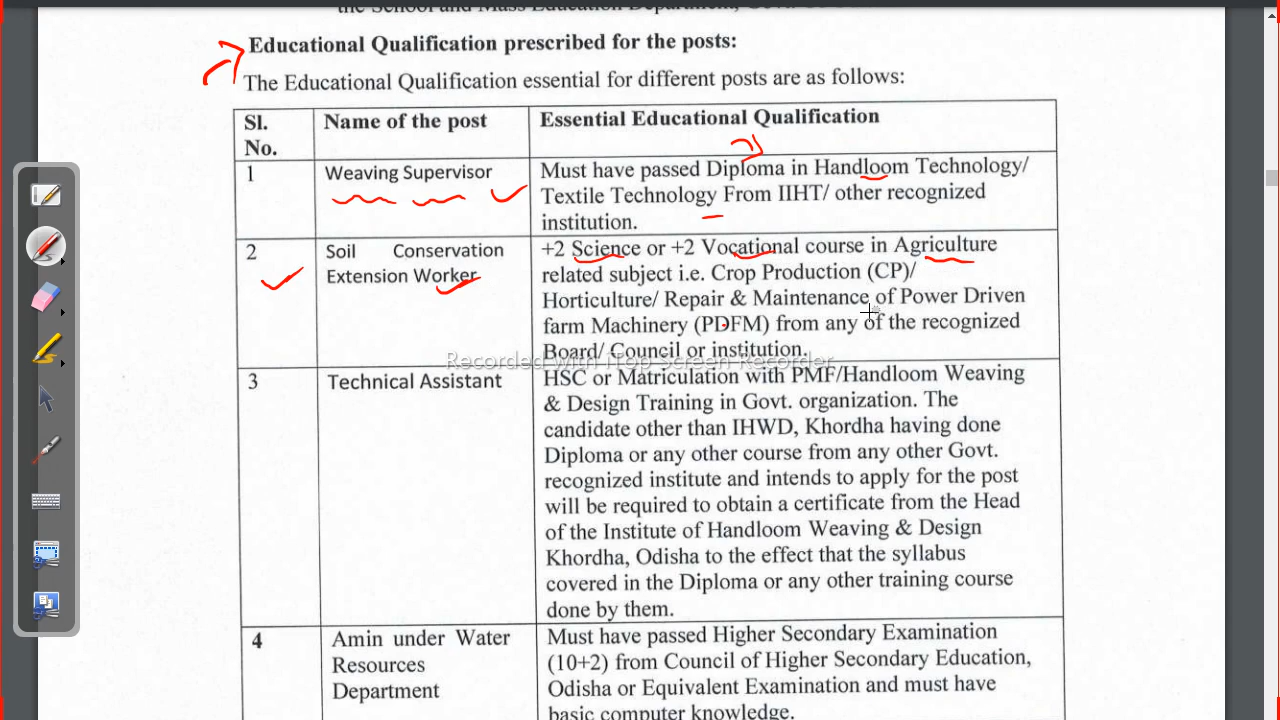 Educational Qualification prescribed for the posts:
The Educational Qualification essential for different posts are as follows:
Sl. No.
Name of the post
Essential Educational Qualification
1
Weaving Supervisor
Must have passed Diploma in Handloom Technology/
Textile Technology From IIHT/ other recognized
institution.
2
Soil Conservation
Extension Worker
+2 Science or +2 Vocational course in Agriculture
related subject i.e. Crop Production (CP)/
Horticulture/ Repair & Maintenance of Power Driven
farm Machinery (PDFM) from any of the recognized
Board/ Council or institution.
Recorded with iTop Screen Recorder
3
Technical Assistant
HSC or Matriculation with PMF/Handloom Weaving
& Design Training in Govt. organization. The
candidate other than IHWD, Khordha having done
Diploma or any other course from any other Govt.
recognized institute and intends to apply for the post
will be required to obtain a certificate from the Head
of the Institute of Handloom Weaving & Design
Khordha, Odisha to the effect that the syllabus
covered in the Diploma or any other training course
done by them.
4
Amin under Water
Resources
Department
Must have passed Higher Secondary Examination
(10+2) from Council of Higher Secondary Education,
Odisha or Equivalent Examination and must have
basic computer knowledge.